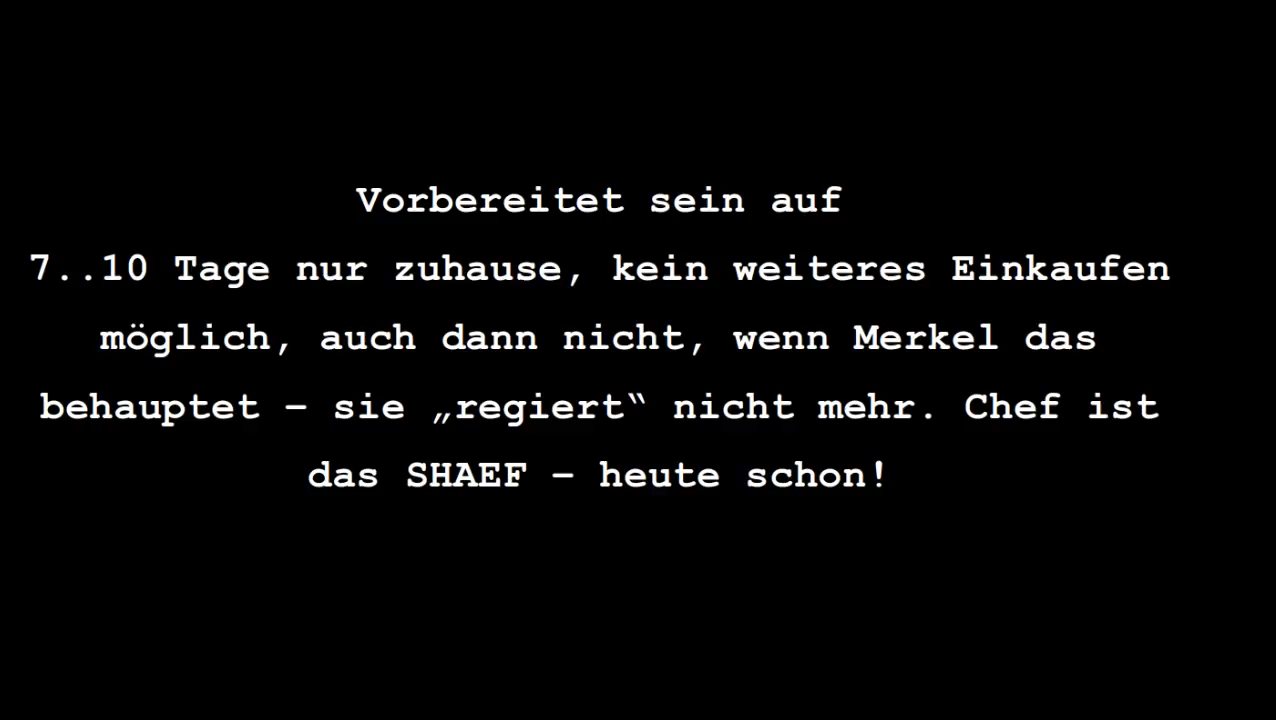 Vorbereitet sein auf
7..10 Tage nur zuhause, kein weiteres Einkaufen
möglich, auch dann nicht, wenn Merkel das
behauptet – sie „regiert‟ nicht mehr. Chef ist
das SHAEF – heute schon!